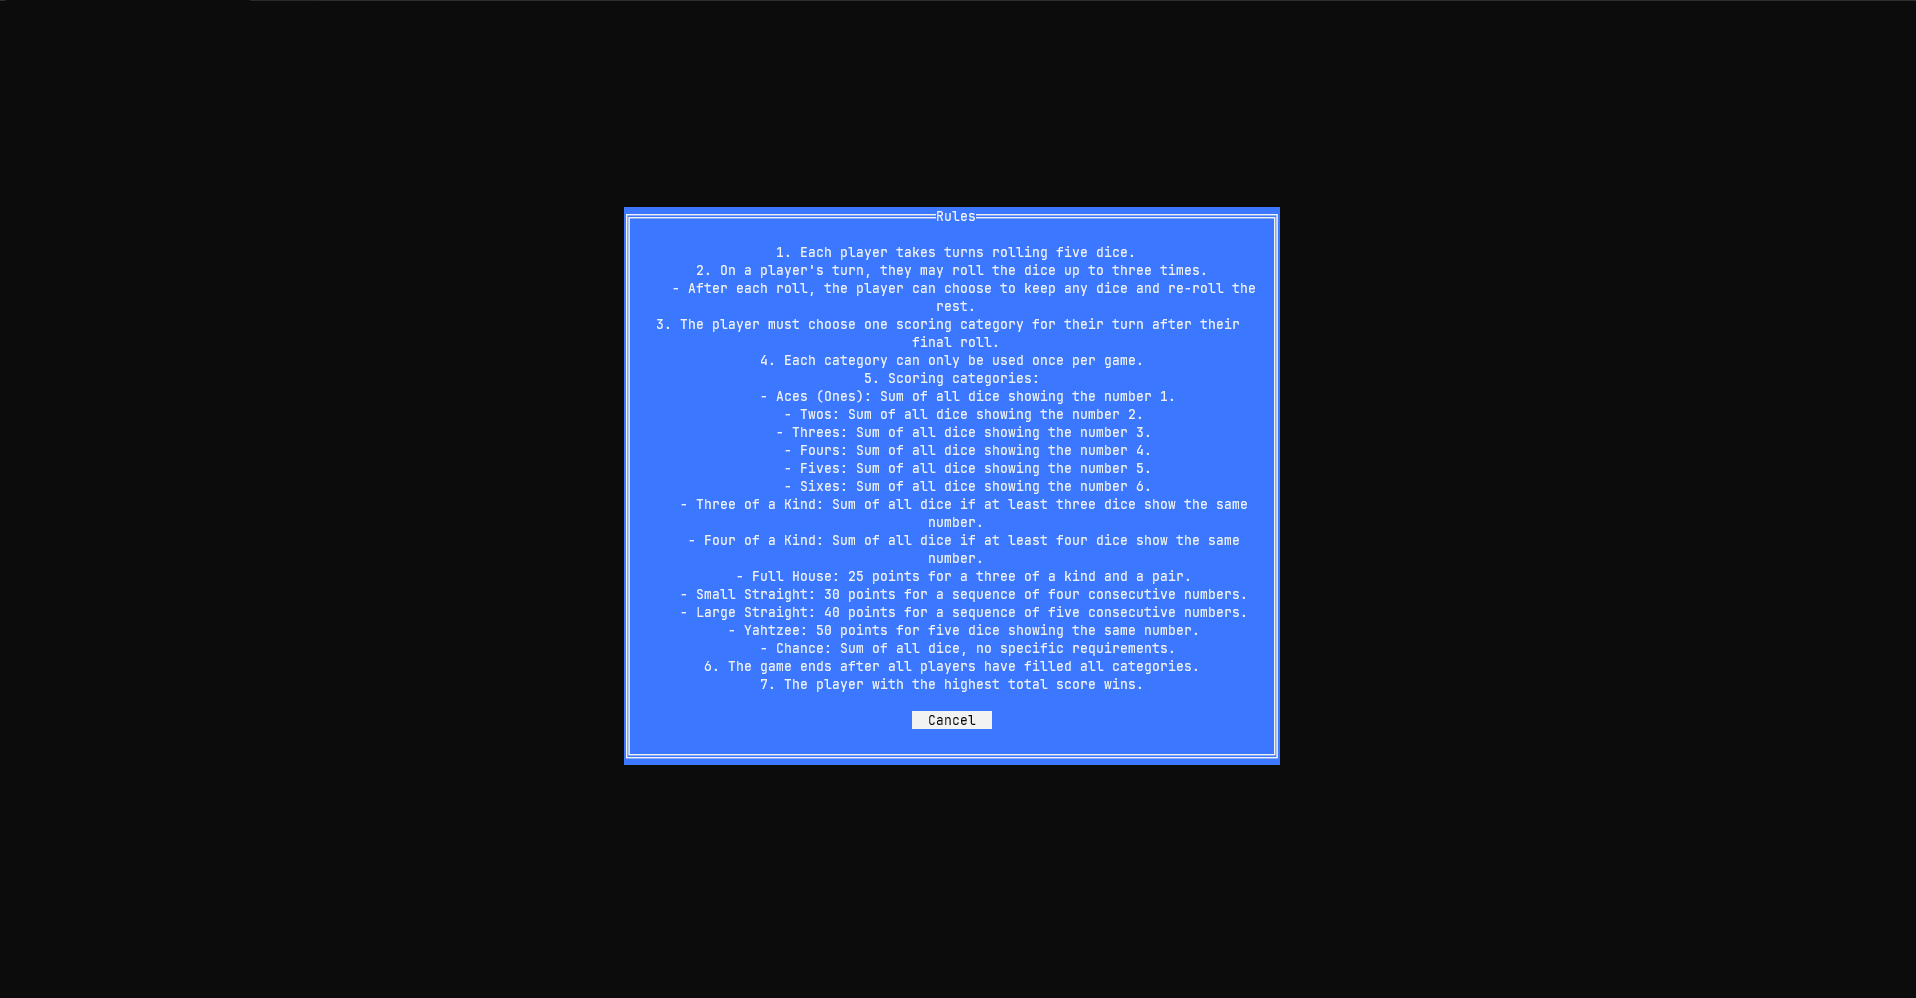 Rules
1. Each player takes turns rolling five dice.
2. On a player's turn, they may roll the dice up to three times.
- After each roll, the player can choose to keep any dice and re-roll the
rest.
3. The player must choose one scoring category for their turn after their
final roll.
4. Each category can only be used once per game.
5. Scoring categories:
- Aces (Ones): Sum of all dice showing the number 1.
- Twos: Sum of all dice showing the number 2.
- Threes: Sum of all dice showing the number 3.
- Fours: Sum of all dice showing the number 4.
- Fives: Sum of all dice showing the number 5.
- Sixes: Sum of all dice showing the number 6.
- Three of a Kind: Sum of all dice if at least three dice show the same
number.
- Four of a Kind: Sum of all dice if at least four dice show the same
number.
- Full House: 25 points for a three of a kind and a pair.
- Small Straight: 30 points for a sequence of four consecutive numbers.
- Large Straight: 40 points for a sequence of five consecutive numbers.
- Yahtzee: 50 points for five dice showing the same number.
- Chance: Sum of all dice, no specific requirements.
6. The game ends after all players have filled all categories.
7. The player with the highest total score wins.
Cancel